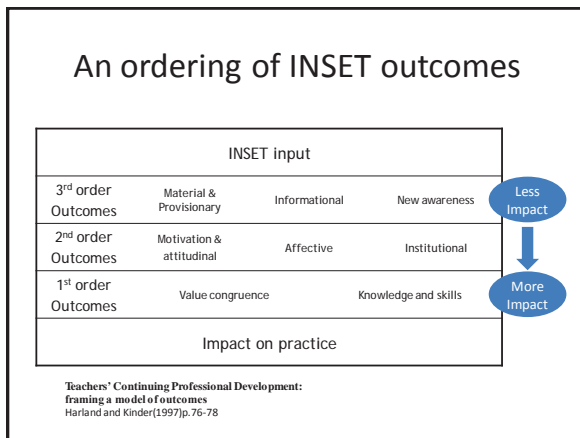 An ordering of INSET outcomes
INSET input
3rd order
Outcomes
Material &
Provisionary
Informational
New awareness
Less
Impact
2nd order
Outcomes
Motivation &
attitudinal
Affective
Institutional
1st order
Outcomes
Value congruence
Knowledge and skills
More
Impact
Impact on practice
Teachers' Continuing Professional Development:
framing a model of outcomes
Harland and Kinder(1997)p.76-78